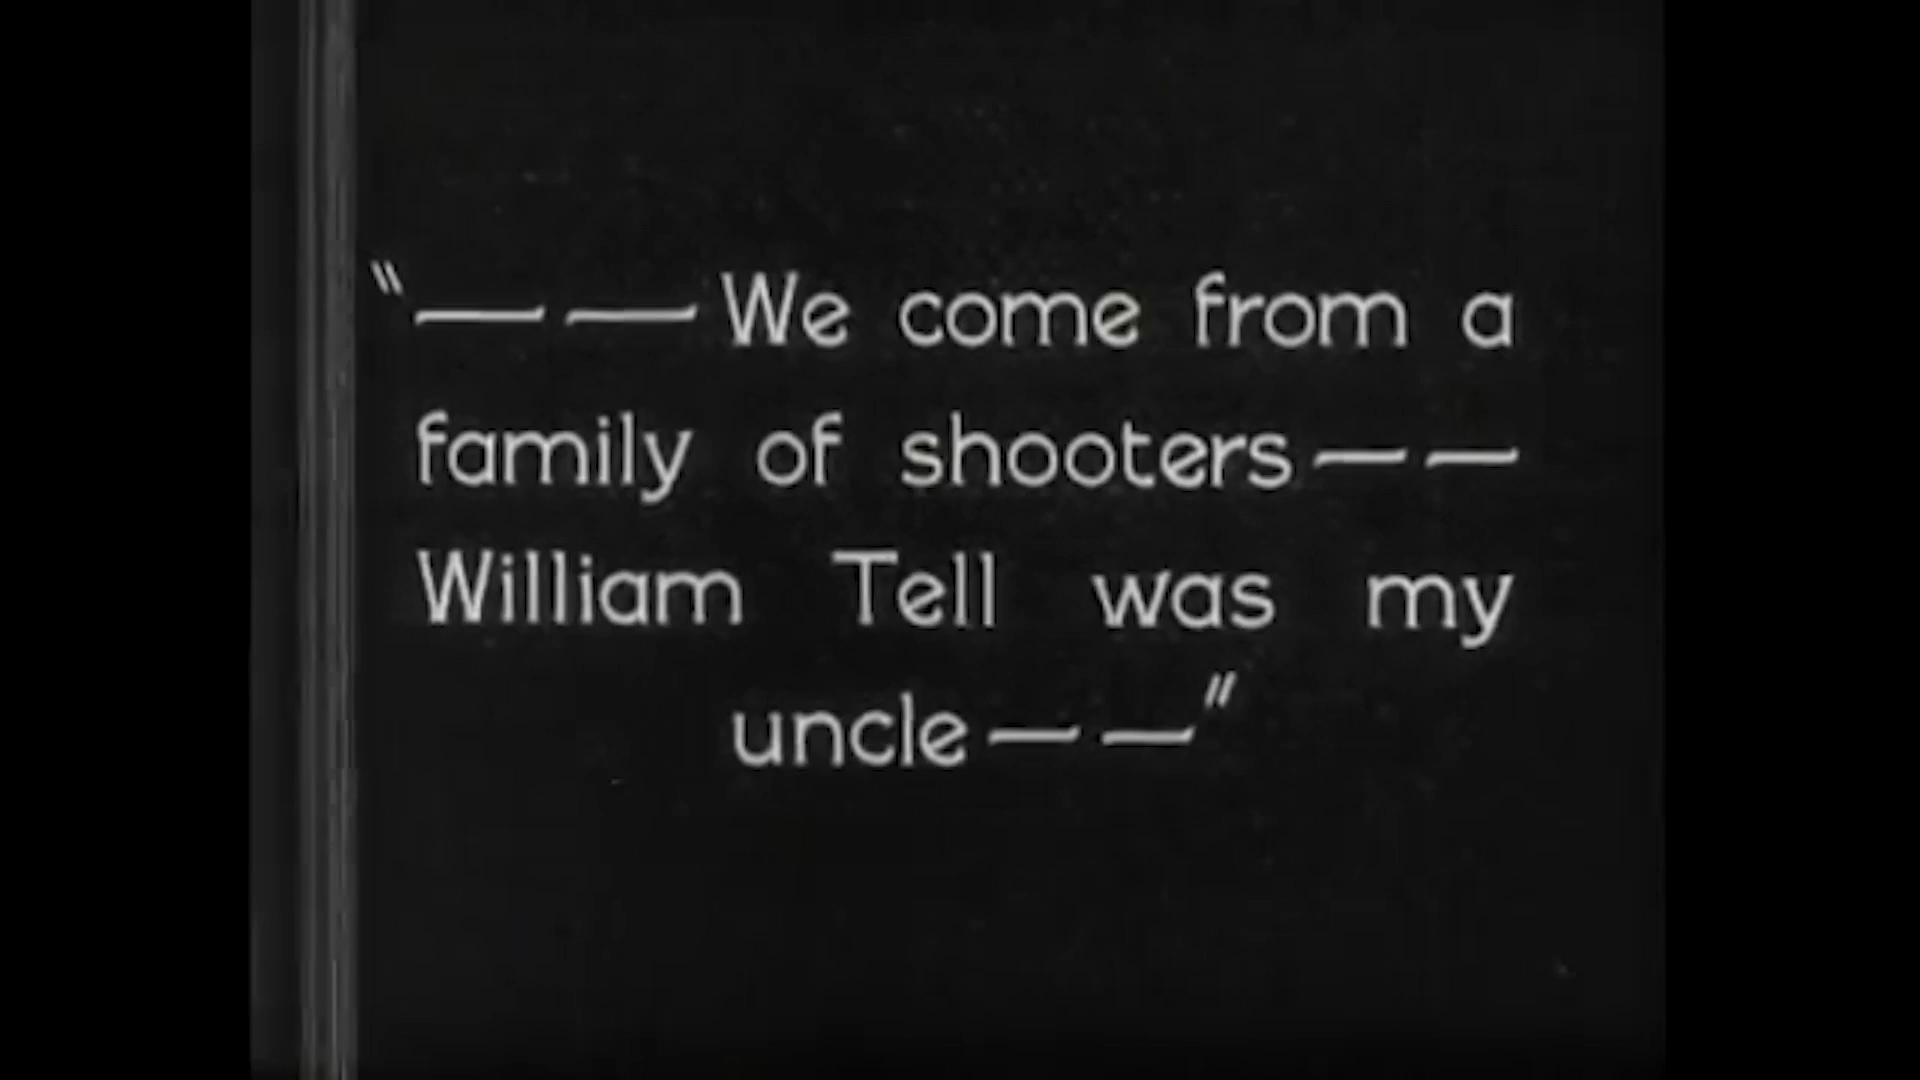 "— — We come from a
family of shooters — —
William Tell was my
uncle — —"